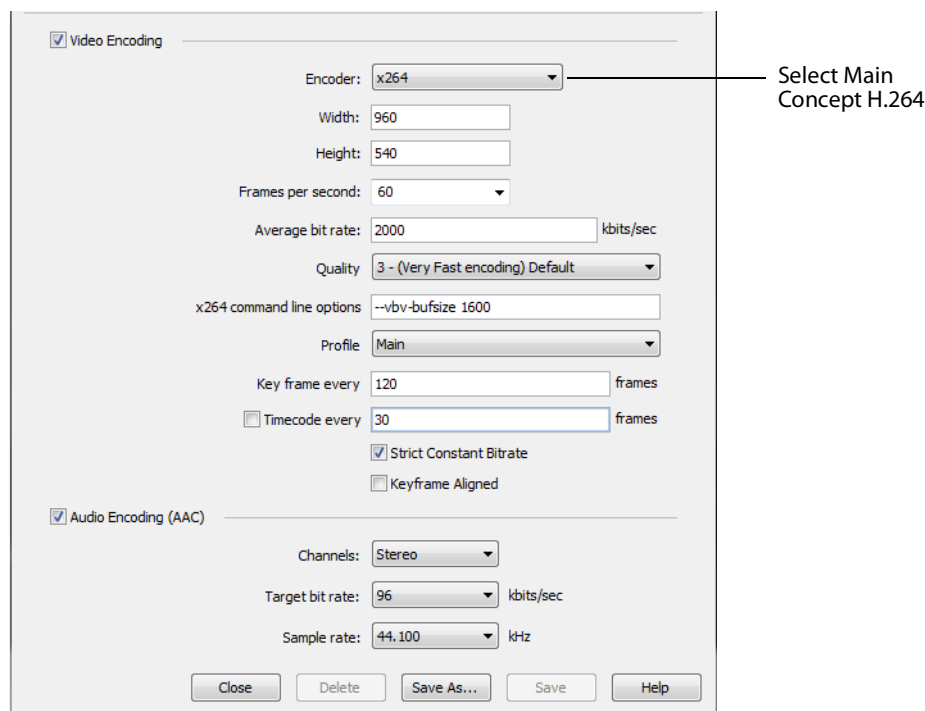 Video Encoding
Encoder: x264
Select Main
Concept H.264
Width: 960
Height: 540
Frames per second: 60
Average bit rate: 2000 kbits/sec
Quality 3 - (Very Fast encoding) Default
x264 command line options --vbv-bufsize 1600
Profile Main
Key frame every 120 frames
Timecode every 30 frames
Strict Constant Bitrate
Keyframe Aligned
Audio Encoding (AAC)
Channels: Stereo
Target bit rate: 96 kbits/sec
Sample rate: 44.100 kHz
Close Delete Save As... Save Help